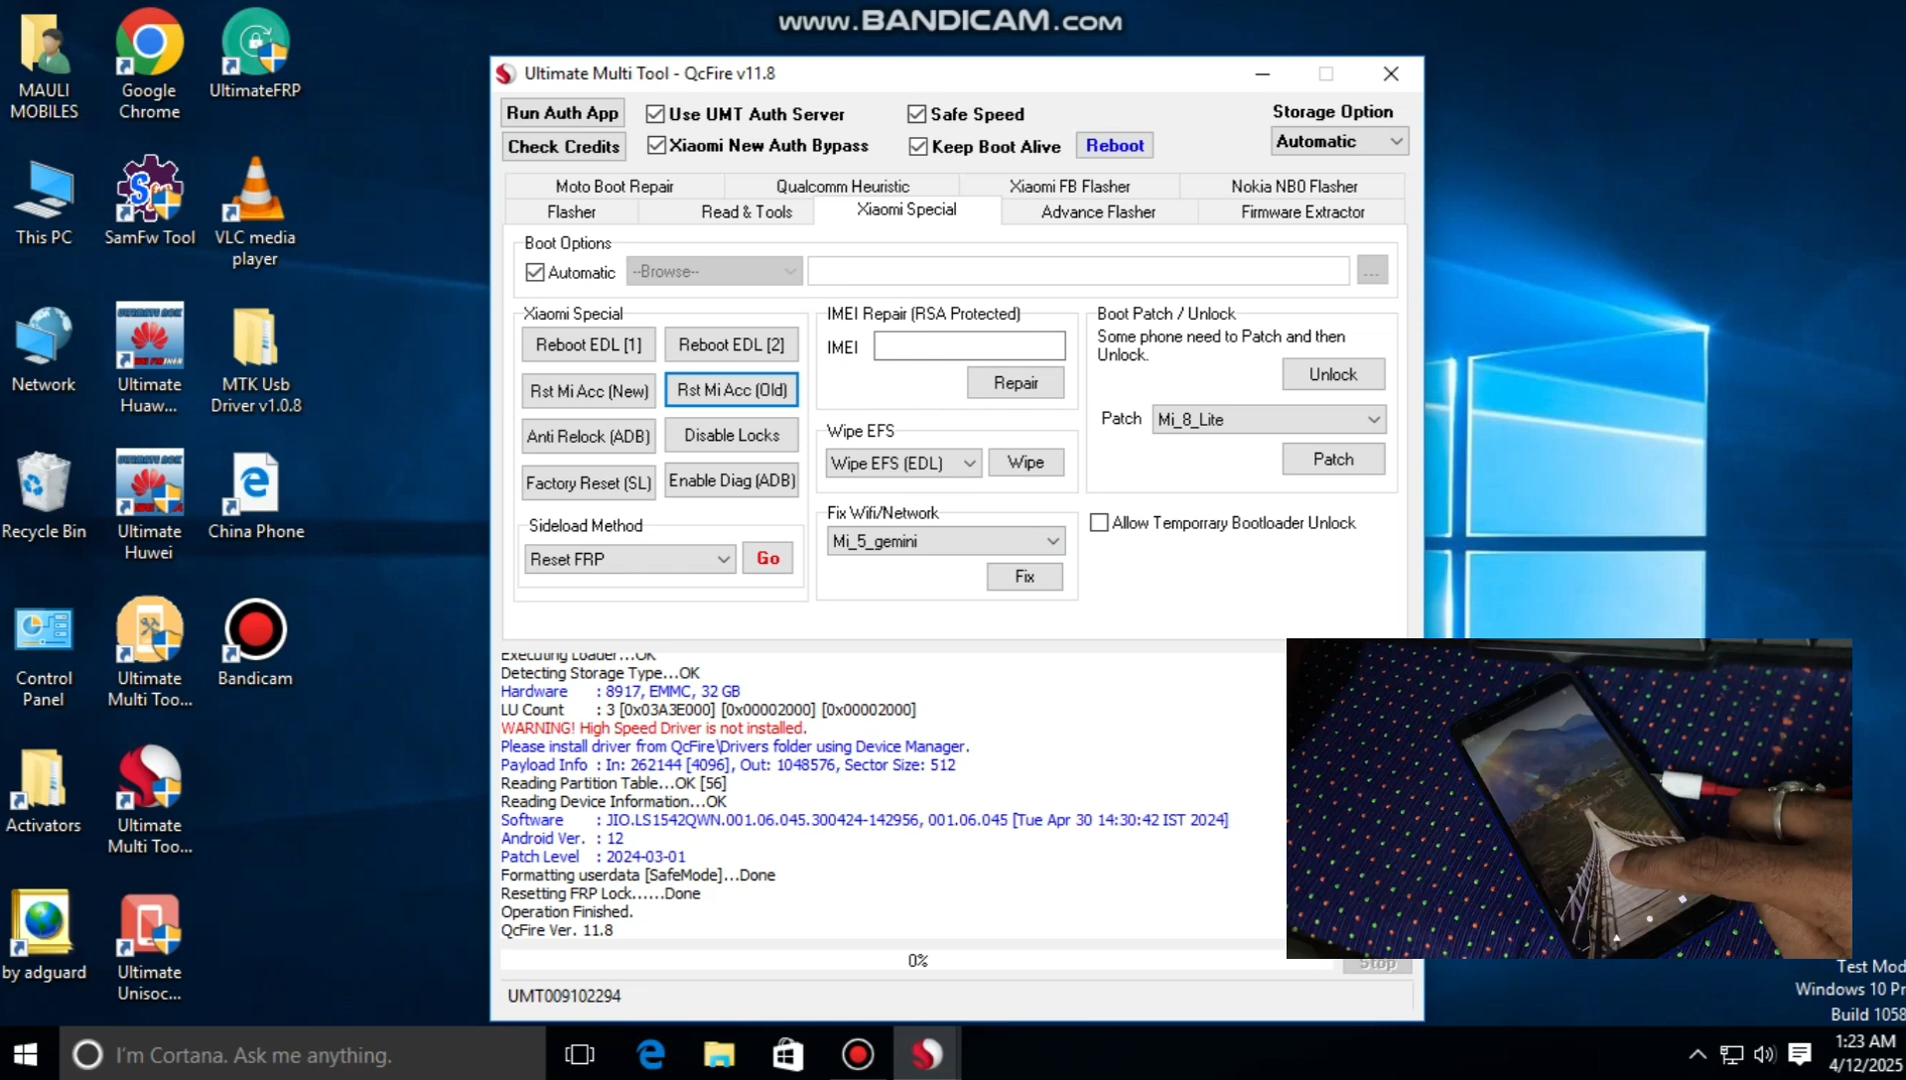 www.BANDICAM.com
MAULI MOBILES
Google Chrome
UltimateFRP
This PC
SamFw Tool
VLC media player
Network
Ultimate Huaw...
MTK Usb Driver v1.0.8
Recycle Bin
Ultimate Huwei
China Phone
Control Panel
Ultimate Multi Too...
Bandicam
Activators
Ultimate Multi Too...
by adguard
Ultimate Unisoc...
Ultimate Multi Tool - QcFire v11.8
Run Auth App
Use UMT Auth Server
Safe Speed
Storage Option
Check Credits
Xiaomi New Auth Bypass
Keep Boot Alive
Reboot
Automatic
Moto Boot Repair
Qualcomm Heuristic
Xiaomi FB Flasher
Nokia NB0 Flasher
Flasher
Read & Tools
Xiaomi Special
Advance Flasher
Firmware Extractor
Boot Options
Automatic
--Browse--
...
Xiaomi Special
Reboot EDL [1]
Reboot EDL [2]
Rst Mi Acc (New)
Rst Mi Acc (Old)
Anti Relock (ADB)
Disable Locks
Factory Reset (SL)
Enable Diag (ADB)
Sideload Method
Reset FRP
Go
IMEI Repair (RSA Protected)
IMEI
Repair
Wipe EFS
Wipe EFS (EDL)
Wipe
Fix Wifi/Network
Mi_5_gemini
Fix
Boot Patch / Unlock
Some phone need to Patch and then
Unlock.
Unlock
Patch
Mi_8_Lite
Patch
Allow Temporrary Bootloader Unlock
Executing Loader...OK
Detecting Storage Type...OK
Hardware : 8917, EMMC, 32 GB
LU Count : 3 [0x03A3E000] [0x00002000] [0x00002000]
WARNING! High Speed Driver is not installed.
Please install driver from QcFire\Drivers folder using Device Manager.
Payload Info : In: 262144 [4096], Out: 1048576, Sector Size: 512
Reading Partition Table...OK [56]
Reading Device Information...OK
Software : JIO.LS1542QWN.001.06.045.300424-142956, 001.06.045 [Tue Apr 30 14:30:42 IST 2024]
Android Ver. : 12
Patch Level : 2024-03-01
Formatting userdata [SafeMode]...Done
Resetting FRP Lock......Done
Operation Finished.
QcFire Ver. 11.8
0%
Stop
UMT009102294
Test Mod
Windows 10 Pr
Build 1058
I'm Cortana. Ask me anything.
1:23 AM
4/12/2025